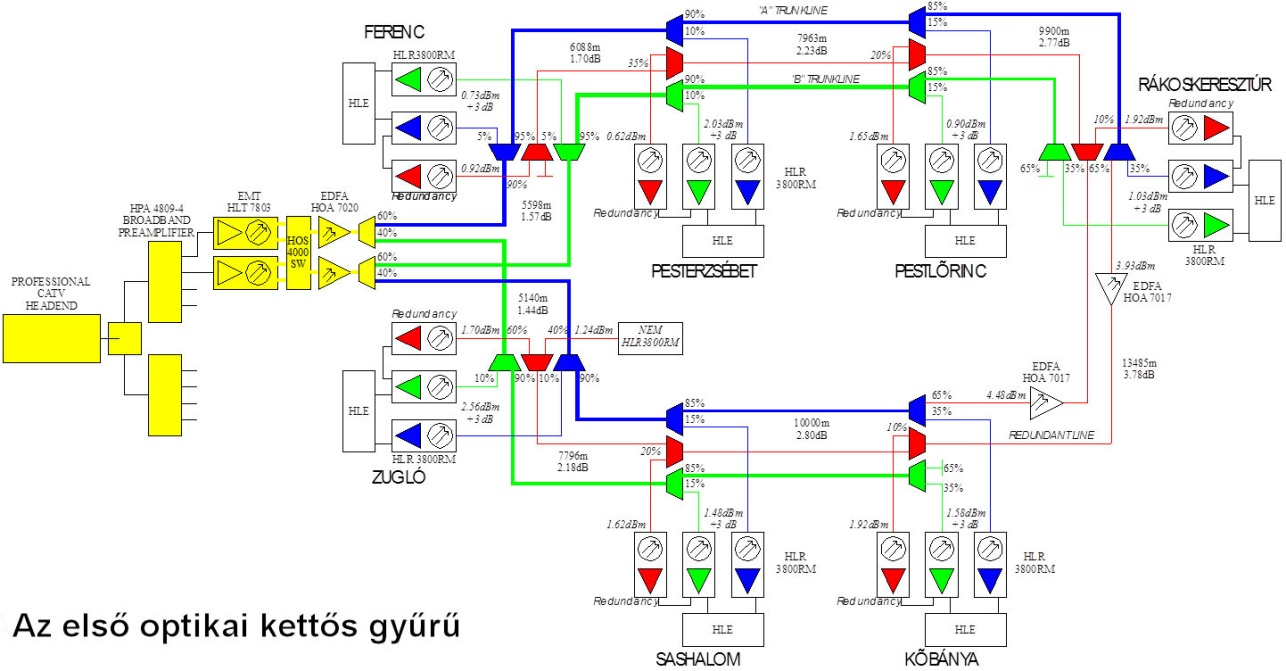 "A" TRUNKLINE
90%
10%
85%
15%
FERENC
6088m
1.70dB
35%
7963m
2.23dB
20%
9900m
2.77dB
HLR3800RM
90%
10%
"B" TRUNKLINE
85%
15%
RÁKOSKERESZTÚR
Redundancy
HLE
0.73dBm
+3 dB
5%
95%
5%
95%
0.62dBm
2.03dBm
+3 dB
1.65dBm
0.90dBm
+3 dB
10%
1.92dBm
0.92dBm
90%
Redundancy
HLR
3800RM
HLR
3800RM
65%
35%
65%
35%
1.03dBm
+3 dB
HLE
5598m
1.57dB
Redundancy
Redundancy
HLR
3800RM
HPA 4809-4
BROADBAND
PREAMPLIFIER
EMT
HLT 7803
EDFA
HOA 7020
60%
40%
HOS
4000
SW
60%
40%
HLE
HLE
PESTERZSÉBET
PESTLŐRINC
3.93dBm
EDFA
HOA 7017
PROFESSIONAL
CATV
HEADEND
5140m
1.44dB
Redundancy
1.70dBm
60%
40%
1.24dBm
NEM
HLR3800RM
10%
90%
10%
90%
EDFA
HOA 7017
13485m
3.78dB
HLE
2.56dBm
+3 dB
85%
15%
10000m
2.80dB
65%
35%
4.48dBm
10%
REDUNDANT LINE
HLR 3800RM
ZUGLÓ
7796m
2.18dB
20%
85%
15%
65%
35%
1.62dBm
1.48dBm
+3 dB
1.92dBm
1.58dBm
+3 dB
HLR
3800RM
HLR
3800RM
Redundancy
Redundancy
HLE
HLE
Az első optikai kettős gyűrű
SASHALOM
KŐBÁNYA